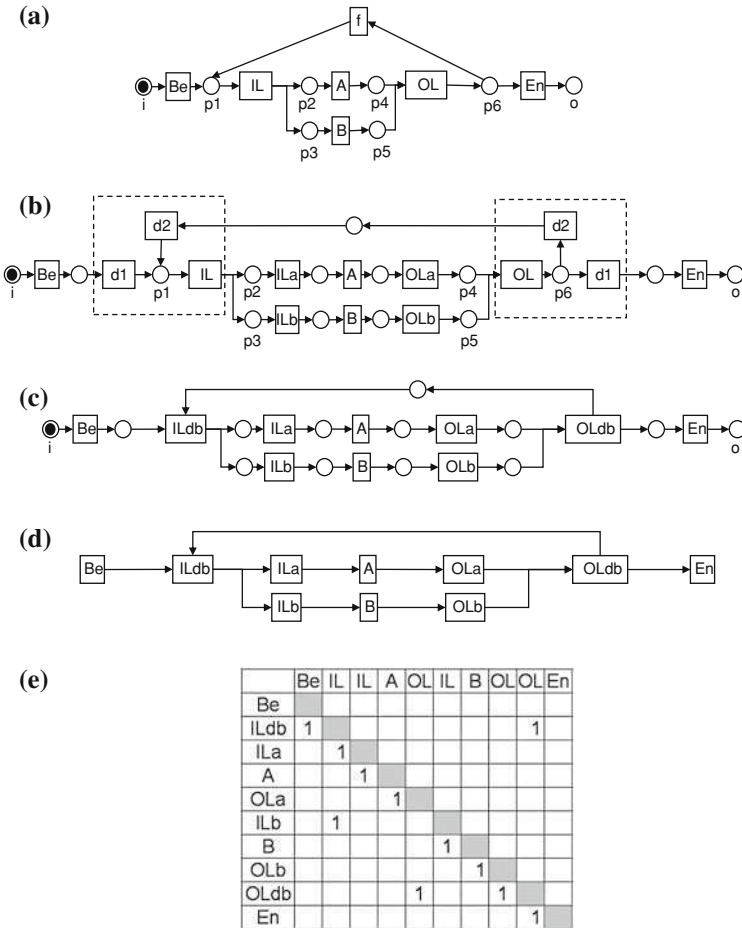 (a)
f
Be IL A OL En
i p1 p2 p4 p6 o
B
p3 p5
(b)
d2 d2
Be d1 IL ILa A OLa OL d1 En
i p1 p2 p4 p6 o
ILb B OLb
p3 p5
(c)
Be ILdb ILa A OLa OLdb En
i o
ILb B OLb
(d)
Be ILdb ILa A OLa OLdb En
ILb B OLb
(e)
Be IL IL A OL IL B OL OL En
Be
ILdb 1 1
ILa 1
A 1
OLa 1
ILb 1
B 1
OLb 1
OLdb 1 1
En 1